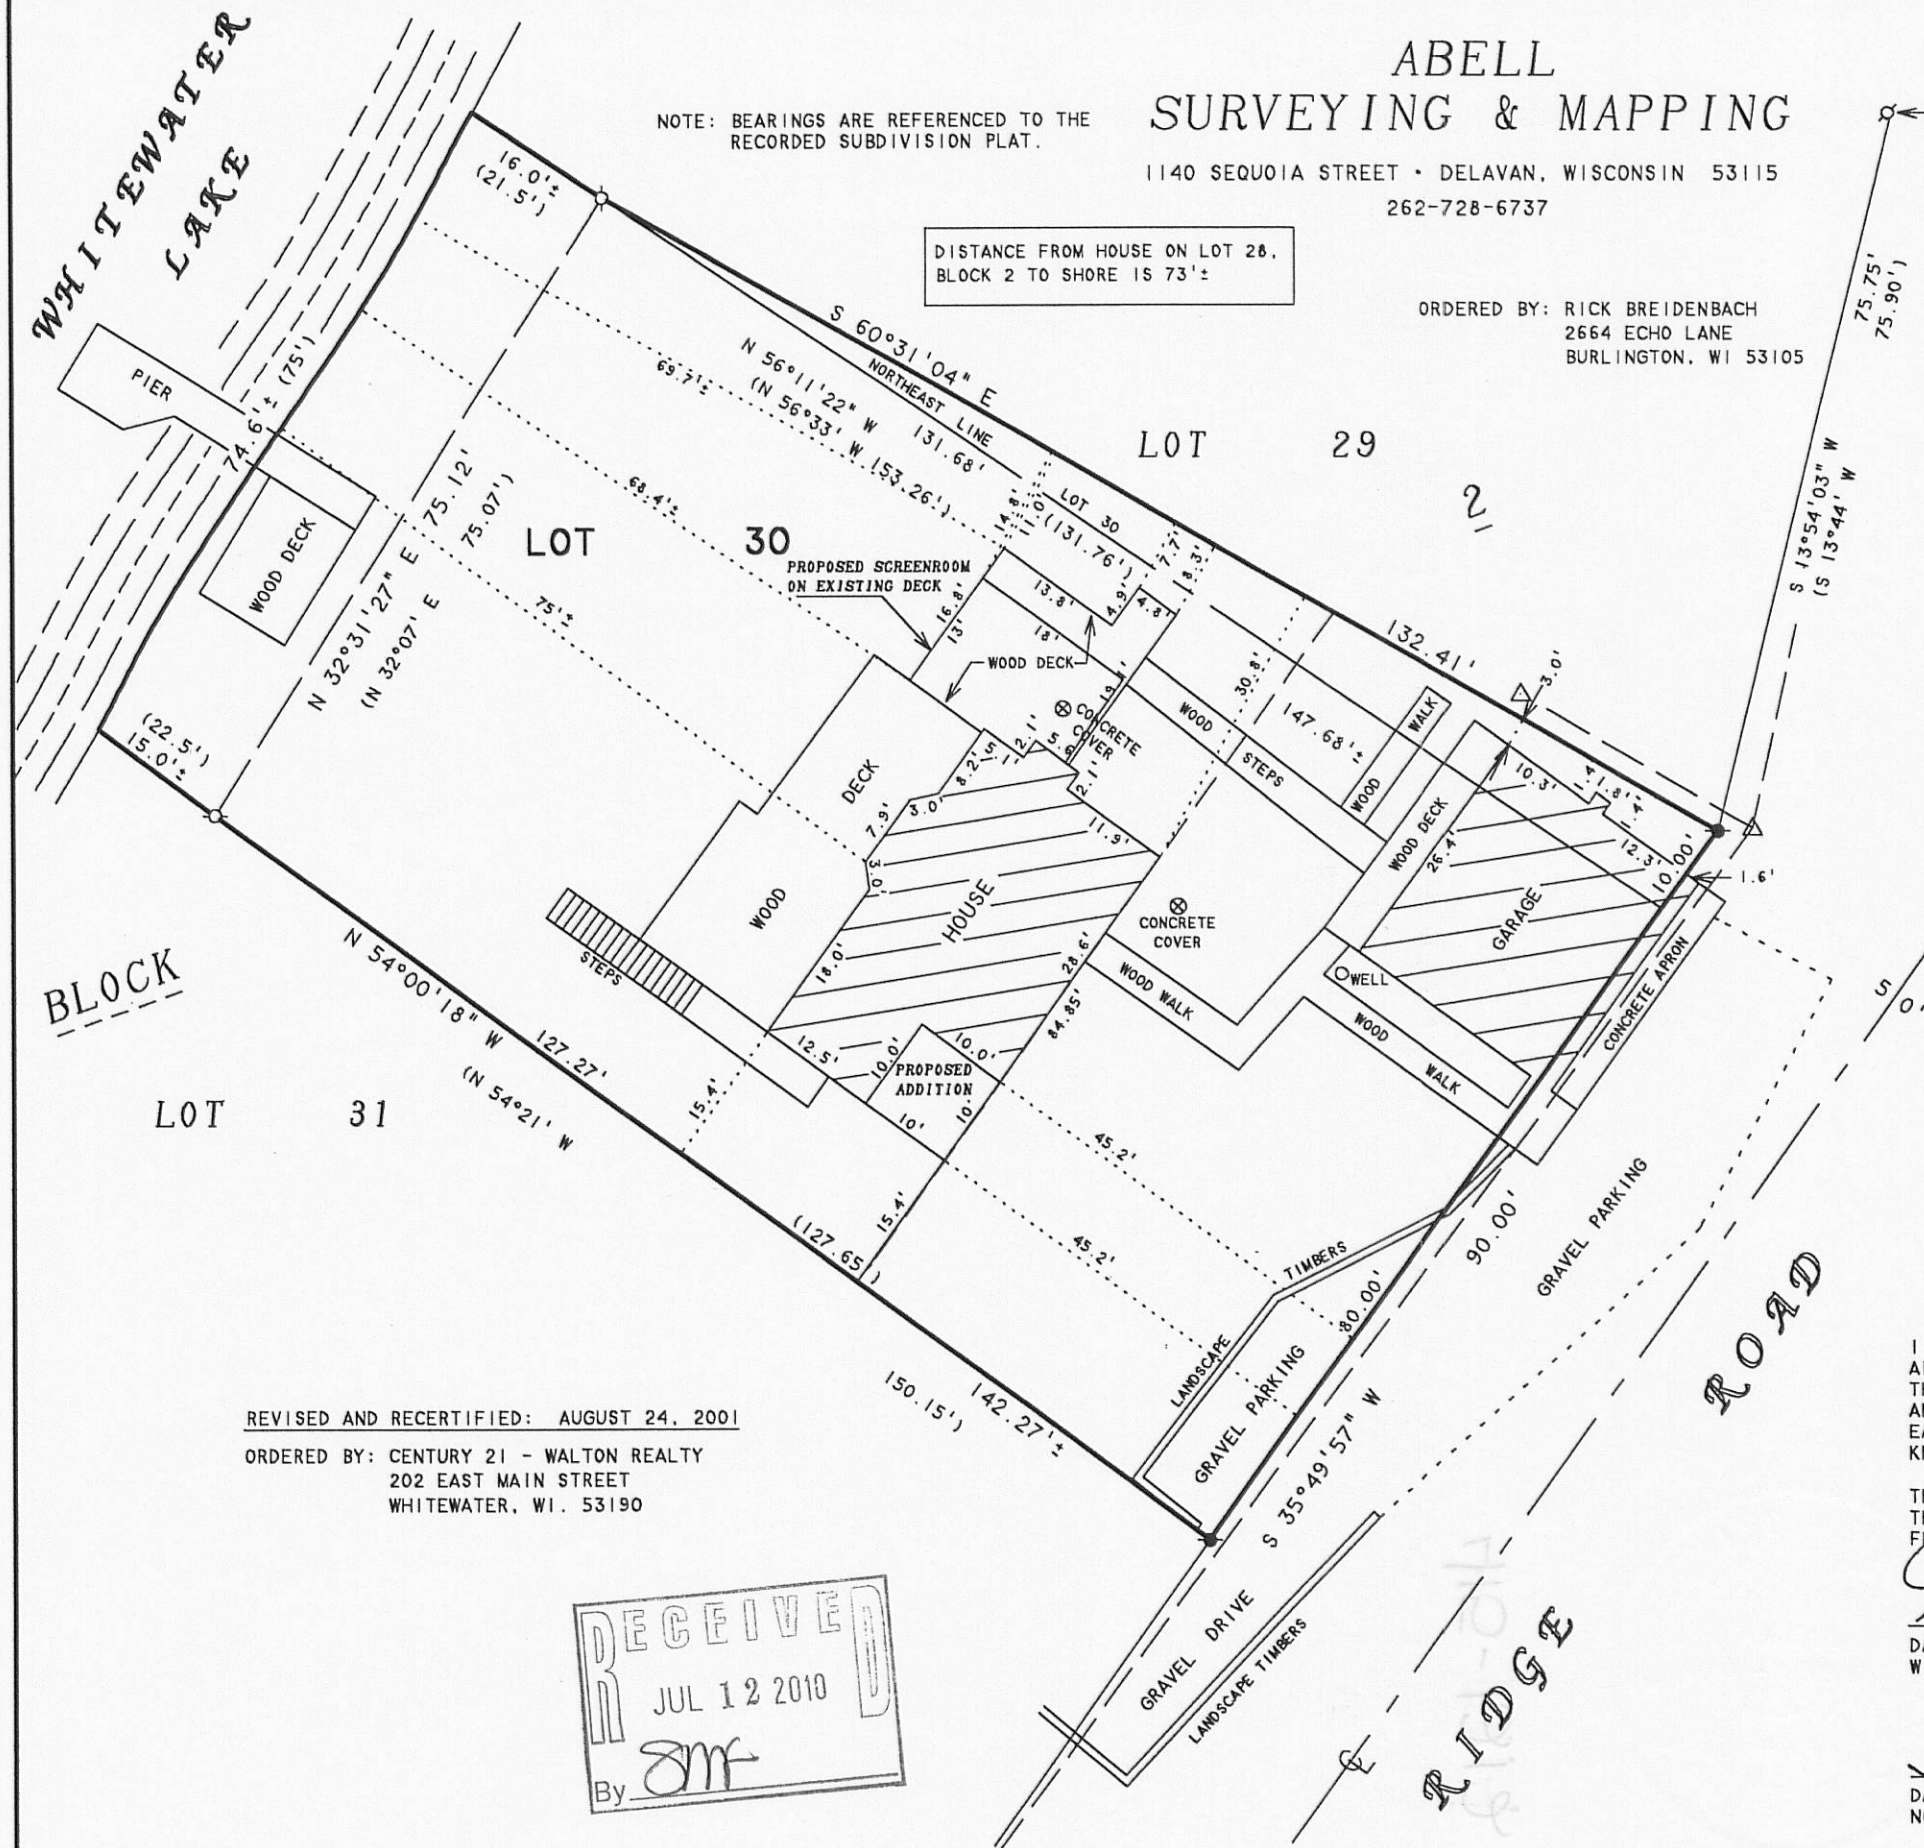 ABELL
SURVEYING & MAPPING
1140 SEQUOIA STREET • DELAVAN, WISCONSIN 53115
262-728-6737
NOTE: BEARINGS ARE REFERENCED TO THE
RECORDED SUBDIVISION PLAT.
DISTANCE FROM HOUSE ON LOT 28,
BLOCK 2 TO SHORE IS 73'±
ORDERED BY: RICK BREIDENBACH
2664 ECHO LANE
BURLINGTON, WI 53105
WHITEWATER
LAKE
16.0'±
(21.5')
PIER
74.6'± (75')
WOOD DECK
N 32°31'27" E 75.12'
(N 32°07' E 75.07')
(22.5')
15.0'±
S 60°31'04" E
132.41'
N 56°11'22" W 131.68'
(N 56°33' W 153.26')
NORTHEAST LINE
LOT 30
(131.76')
69.7'±
68.4'±
75'±
LOT 30
LOT 29
2
75.75'
75.90')
S 13°54'03" W
(S 13°44' W
PROPOSED SCREENROOM
ON EXISTING DECK
14.8'
11.0'
7.7'
18.3'
13.8'
4.9'
4.8'
16.8'
13'
18'
WOOD DECK
CONCRETE
COVER
30.8'
147.68'±
3.0'
WOOD STEPS
WOOD WALK
WOOD DECK
26.4'
10.3'
1.4'
1.8'
1.4'
12.3'
10.00'
1.6'
GARAGE
CONCRETE APRON
DECK
WOOD
STEPS
HOUSE
5.1'
2.1'
5.6'
2.1'
8.2'
3.0'
7.9'
3.0'
11.9'
18.0'
28.6'
84.85'
12.5'
10.0'
10.0'
PROPOSED
ADDITION
10'
10'
15.4'
15.4'
CONCRETE
COVER
WOOD WALK
WELL
WOOD WALK
45.2'
45.2'
BLOCK
LOT 31
N 54°00'18" W 127.27'
(N 54°21' W
(127.65')
150.15')
142.27'±
TIMBERS
LANDSCAPE
GRAVEL PARKING
80.00'
90.00'
S 35°49'57" W
GRAVEL PARKING
GRAVEL DRIVE
LANDSCAPE TIMBERS
RIDGE ROAD
REVISED AND RECERTIFIED: AUGUST 24, 2001
ORDERED BY: CENTURY 21 - WALTON REALTY
202 EAST MAIN STREET
WHITEWATER, WI. 53190
RECEIVED
JUL 12 2010
By SMF